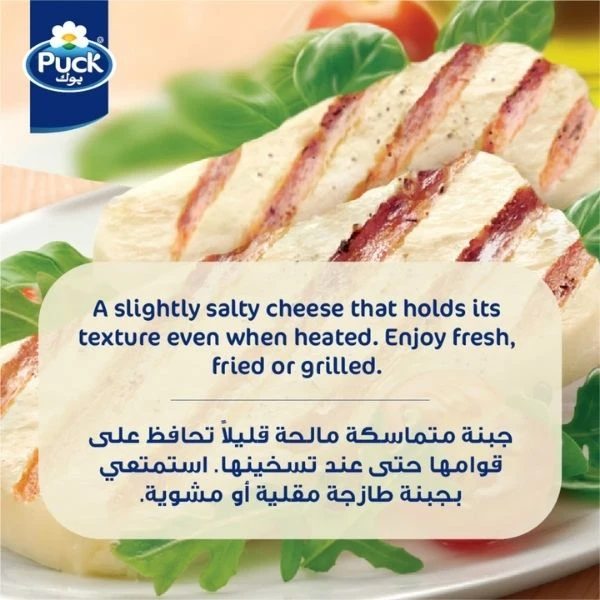 Puck
بوك
A slightly salty cheese that holds its
texture even when heated. Enjoy fresh,
fried or grilled.
جبنة متماسكة مالحة قليلاً تحافظ على
قوامها حتى عند تسخينها. استمتعي
بجبنة طازجة مقلية أو مشوية.